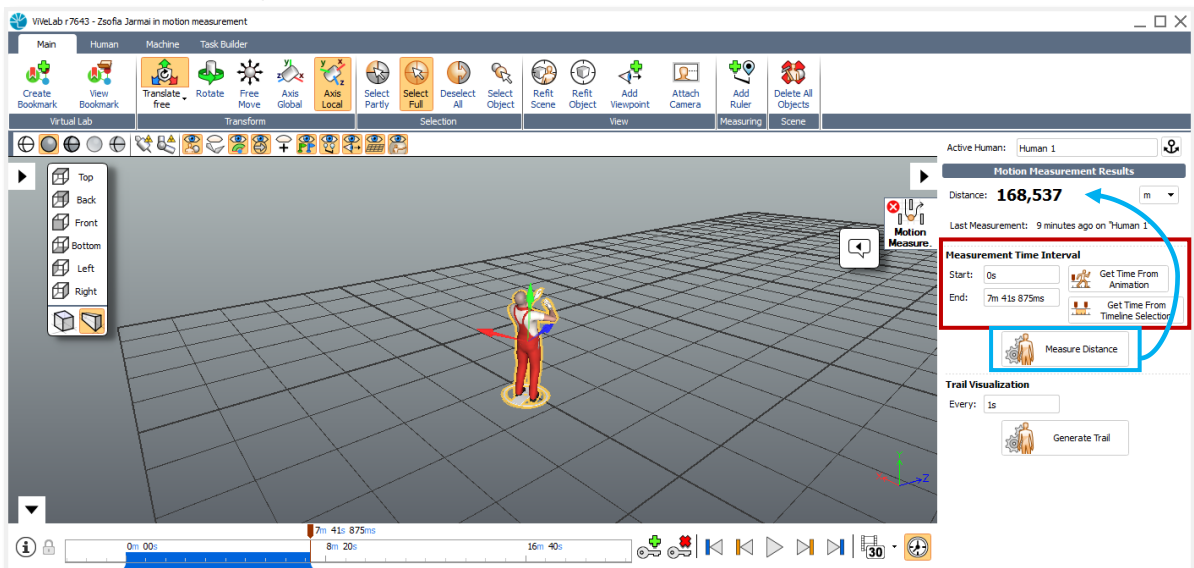 ViVeLab r7643 - Zsofia Jarmai in motion measurement
Main Human Machine Task Builder
Create Bookmark
View Bookmark
Translate free
Rotate
Free Move
Axis Global
Axis Local
Select Partly
Select Full
Deselect All
Select Object
Refit Scene
Refit Object
Add Viewpoint
Attach Camera
Add Ruler
Delete All Objects
Virtual Lab Transform Selection View Measuring Scene
Active Human: Human 1
Motion Measurement Results
Distance: 168,537 m
Last Measurement: 9 minutes ago on "Human 1
Measurement Time Interval
Start: 0s
Get Time From Animation
End: 7m 41s 875ms
Get Time From Timeline Selection
Measure Distance
Trail Visualization
Every: 1s
Generate Trail
Top
Back
Front
Bottom
Left
Right
Motion
Measure.
Y
Z
7m 41s 875ms
0m 00s 8m 20s 16m 40s
30